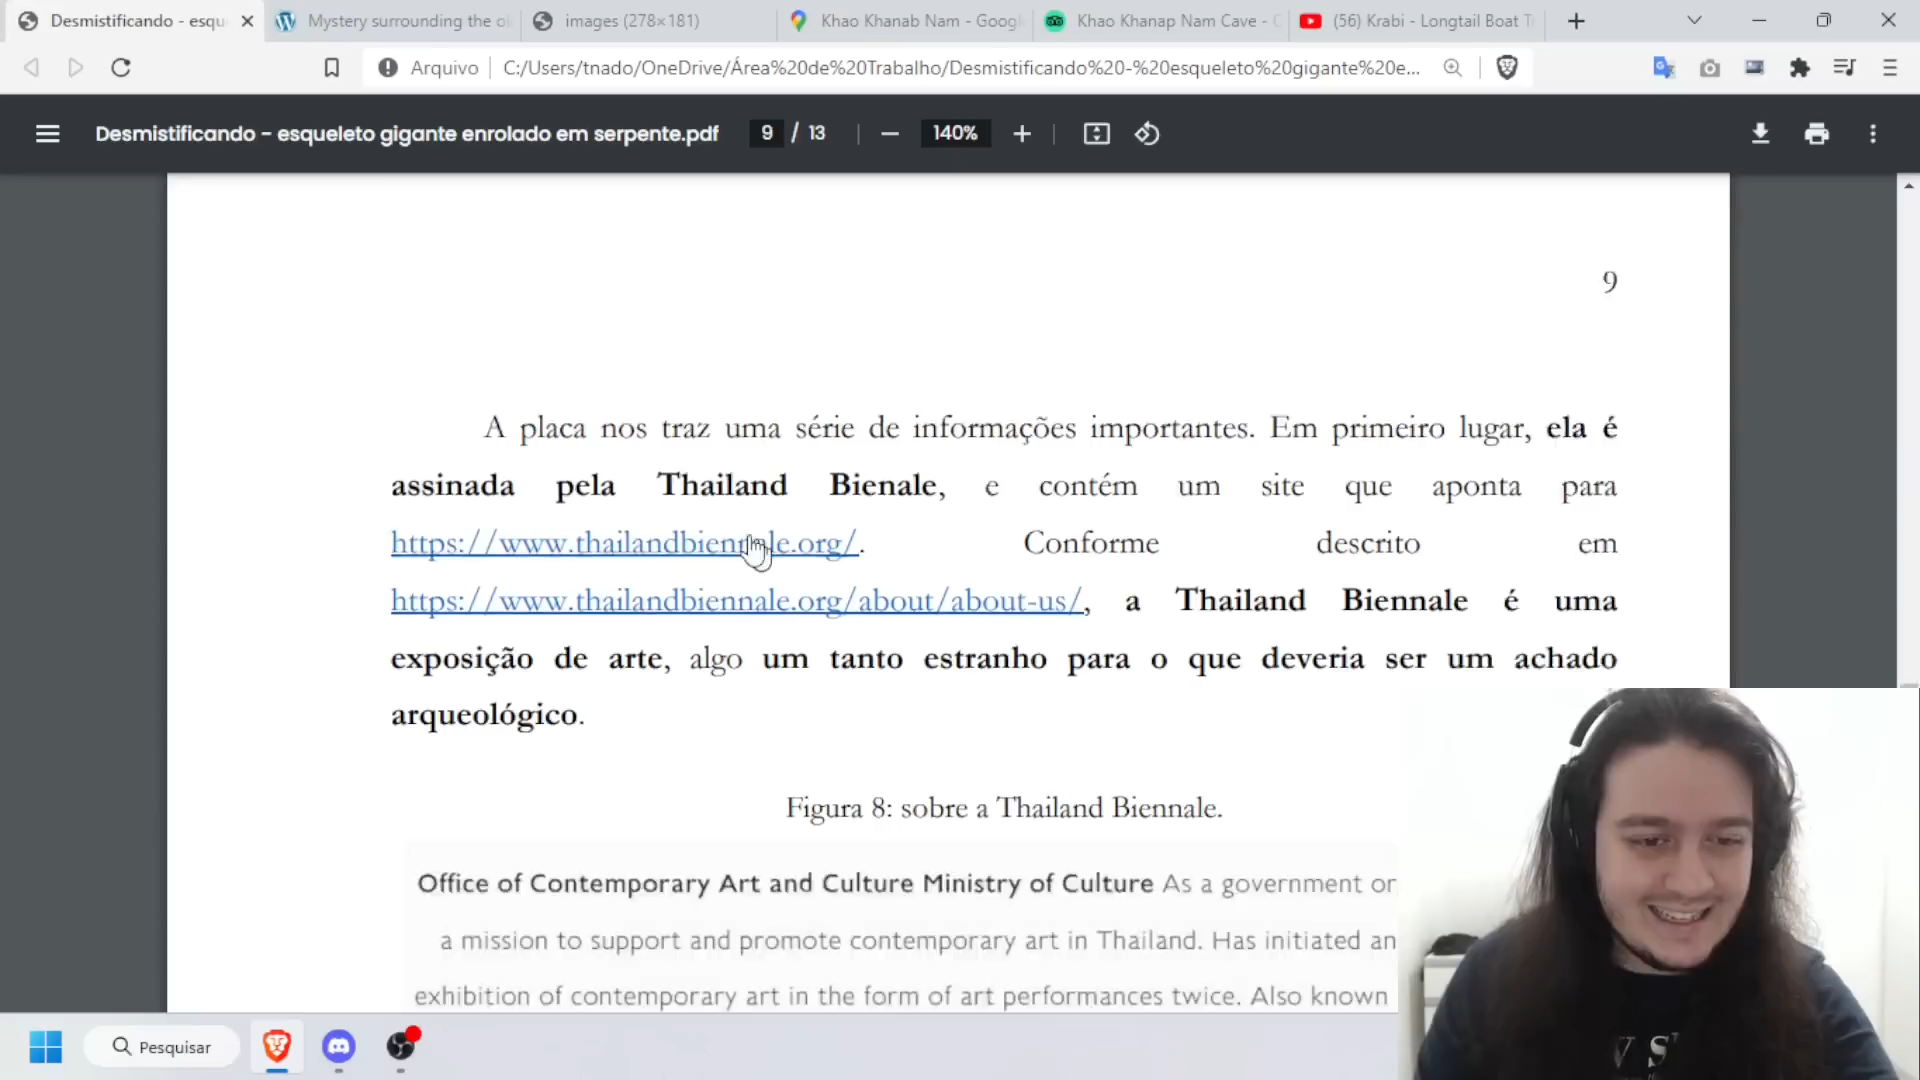 Desmistificando - esqu
Mystery surrounding the o
images (278×181)
Khao Khanab Nam - Googl
Khao Khanap Nam Cave - C
(56) Krabi - Longtail Boat T
Arquivo
C:/Users/tnado/OneDrive/Área%20de%20Trabalho/Desmistificando%20-%20esqueleto%20gigante%20e...
Desmistificando - esqueleto gigante enrolado em serpente.pdf
9 / 13
140%
9
A placa nos traz uma série de informações importantes. Em primeiro lugar, ela é
assinada pela Thailand Bienale, e contém um site que aponta para
https://www.thailandbiennale.org/. Conforme descrito em
https://www.thailandbiennale.org/about/about-us/, a Thailand Biennale é uma
exposição de arte, algo um tanto estranho para o que deveria ser um achado
arqueológico.
Figura 8: sobre a Thailand Biennale.
Office of Contemporary Art and Culture Ministry of Culture As a government or
a mission to support and promote contemporary art in Thailand. Has initiated an
exhibition of contemporary art in the form of art performances twice. Also known
Pesquisar